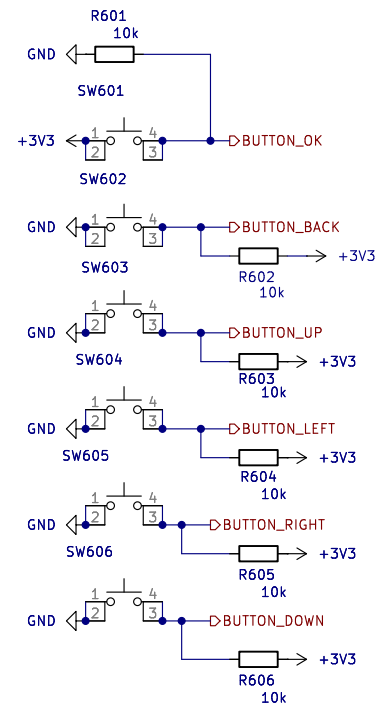 R601
10k
GND
SW601
+3V3 1 2 4 3 BUTTON_OK
SW602
GND 1 2 4 3 BUTTON_BACK
+3V3
SW603
R602
10k
GND 1 2 4 3 BUTTON_UP
SW604
+3V3
R603
10k
GND 1 2 4 3 BUTTON_LEFT
SW605
+3V3
R604
10k
GND 1 2 4 3 BUTTON_RIGHT
SW606
+3V3
R605
10k
GND 1 2 4 3 BUTTON_DOWN
+3V3
R606
10k